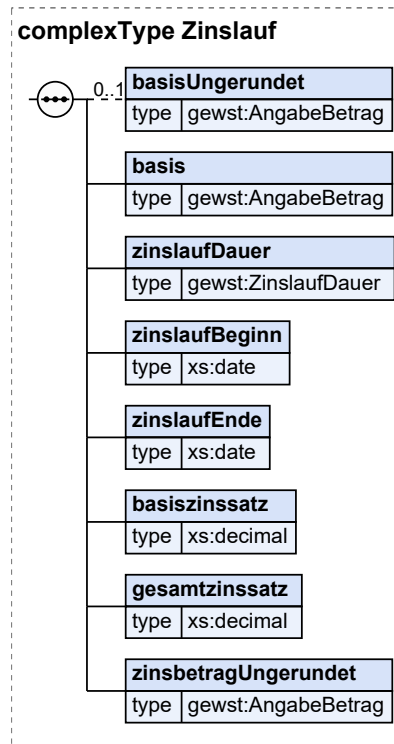 complexType Zinslauf
0..1
basisUngerundet
type gewst:AngabeBetrag
basis
type gewst:AngabeBetrag
zinslaufDauer
type gewst:ZinslaufDauer
zinslaufBeginn
type xs:date
zinslaufEnde
type xs:date
basiszinssatz
type xs:decimal
gesamtzinssatz
type xs:decimal
zinsbetragUngerundet
type gewst:AngabeBetrag